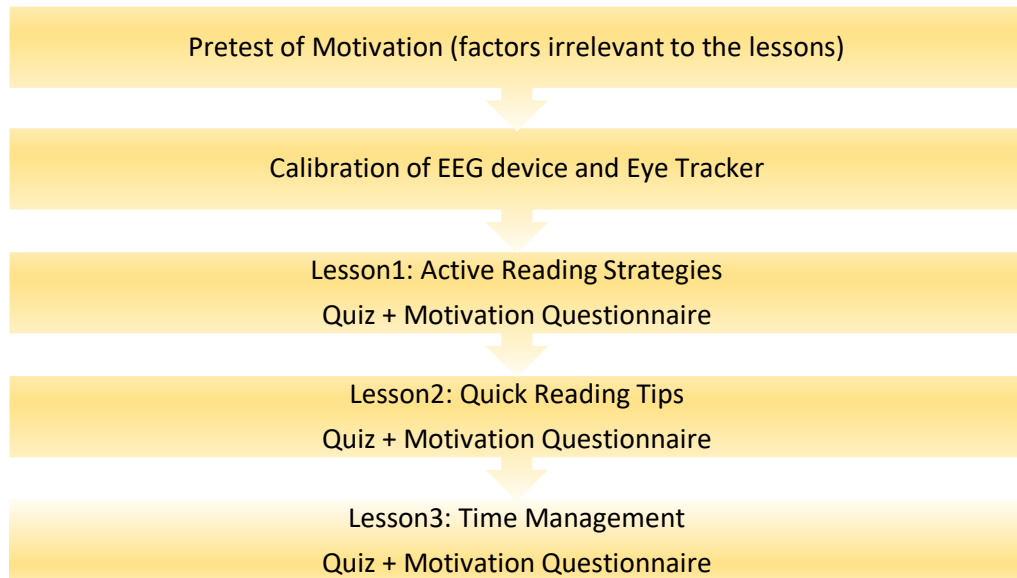 Pretest of Motivation (factors irrelevant to the lessons)
Calibration of EEG device and Eye Tracker
Lesson1: Active Reading Strategies
Quiz + Motivation Questionnaire
Lesson2: Quick Reading Tips
Quiz + Motivation Questionnaire
Lesson3: Time Management
Quiz + Motivation Questionnaire